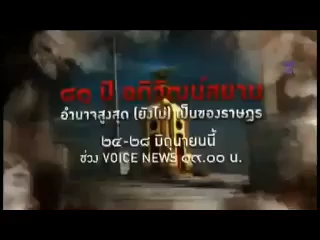 ๘๑ ปี อภิวัฒน์สยาม
อำนาจสูงสุด (ยังไม่) เป็นของราษฎร
๒๔-๒๘ มิถุนายนนี้
ช่วง VOICE NEWS ๑๙.๐๐ น.